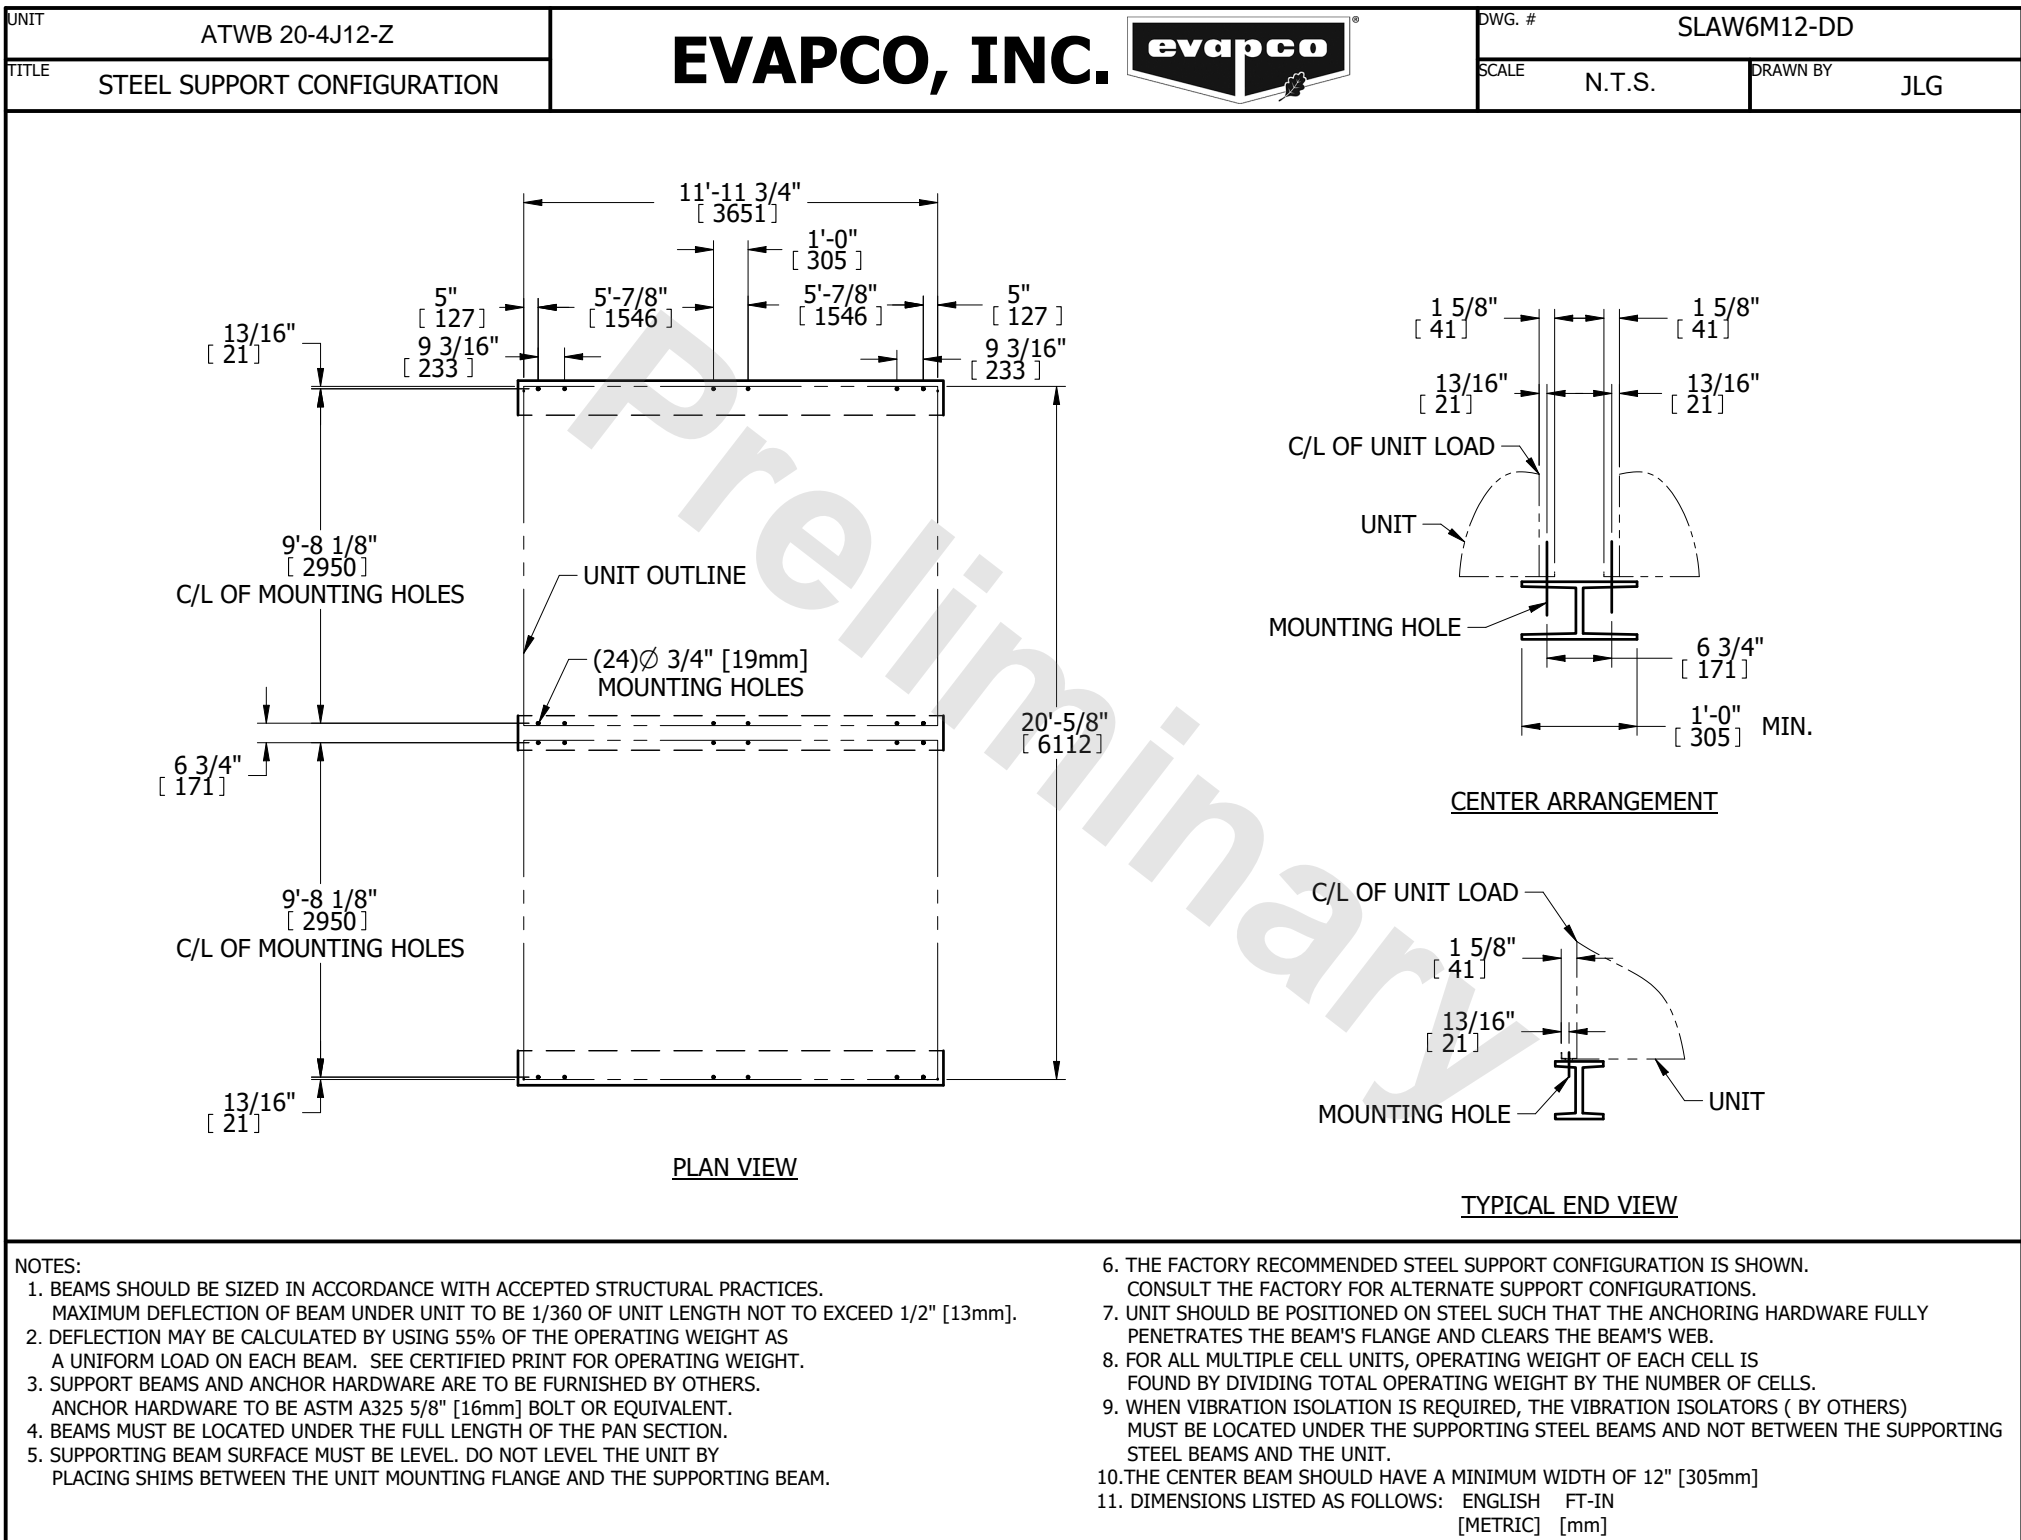 UNIT
ATWB 20-4J12-Z
TITLE
STEEL SUPPORT CONFIGURATION
EVAPCO, INC.
evapco
®
DWG. #
SLAW6M12-DD
SCALE
N.T.S.
DRAWN BY
JLG
11'-11 3/4"
[ 3651 ]
1'-0"
[ 305 ]
5"
[ 127 ]
5'-7/8"
[ 1546 ]
5'-7/8"
[ 1546 ]
5"
[ 127 ]
13/16"
[ 21 ]
9 3/16"
[ 233 ]
9 3/16"
[ 233 ]
9'-8 1/8"
[ 2950 ]
C/L OF MOUNTING HOLES
UNIT OUTLINE
(24)∅ 3/4" [19mm]
MOUNTING HOLES
20'-5/8"
[ 6112 ]
6 3/4"
[ 171 ]
9'-8 1/8"
[ 2950 ]
C/L OF MOUNTING HOLES
13/16"
[ 21 ]
PLAN VIEW
Preliminary
1 5/8"
[ 41 ]
1 5/8"
[ 41 ]
13/16"
[ 21 ]
13/16"
[ 21 ]
C/L OF UNIT LOAD
UNIT
MOUNTING HOLE
6 3/4"
[ 171 ]
1'-0"
[ 305 ]
MIN.
CENTER ARRANGEMENT
C/L OF UNIT LOAD
1 5/8"
[ 41 ]
13/16"
[ 21 ]
MOUNTING HOLE
UNIT
TYPICAL END VIEW
NOTES:
1. BEAMS SHOULD BE SIZED IN ACCORDANCE WITH ACCEPTED STRUCTURAL PRACTICES.
MAXIMUM DEFLECTION OF BEAM UNDER UNIT TO BE 1/360 OF UNIT LENGTH NOT TO EXCEED 1/2" [13mm].
2. DEFLECTION MAY BE CALCULATED BY USING 55% OF THE OPERATING WEIGHT AS
A UNIFORM LOAD ON EACH BEAM. SEE CERTIFIED PRINT FOR OPERATING WEIGHT.
3. SUPPORT BEAMS AND ANCHOR HARDWARE ARE TO BE FURNISHED BY OTHERS.
ANCHOR HARDWARE TO BE ASTM A325 5/8" [16mm] BOLT OR EQUIVALENT.
4. BEAMS MUST BE LOCATED UNDER THE FULL LENGTH OF THE PAN SECTION.
5. SUPPORTING BEAM SURFACE MUST BE LEVEL. DO NOT LEVEL THE UNIT BY
PLACING SHIMS BETWEEN THE UNIT MOUNTING FLANGE AND THE SUPPORTING BEAM.
6. THE FACTORY RECOMMENDED STEEL SUPPORT CONFIGURATION IS SHOWN.
CONSULT THE FACTORY FOR ALTERNATE SUPPORT CONFIGURATIONS.
7. UNIT SHOULD BE POSITIONED ON STEEL SUCH THAT THE ANCHORING HARDWARE FULLY
PENETRATES THE BEAM'S FLANGE AND CLEARS THE BEAM'S WEB.
8. FOR ALL MULTIPLE CELL UNITS, OPERATING WEIGHT OF EACH CELL IS
FOUND BY DIVIDING TOTAL OPERATING WEIGHT BY THE NUMBER OF CELLS.
9. WHEN VIBRATION ISOLATION IS REQUIRED, THE VIBRATION ISOLATORS ( BY OTHERS)
MUST BE LOCATED UNDER THE SUPPORTING STEEL BEAMS AND NOT BETWEEN THE SUPPORTING
STEEL BEAMS AND THE UNIT.
10.THE CENTER BEAM SHOULD HAVE A MINIMUM WIDTH OF 12" [305mm]
11. DIMENSIONS LISTED AS FOLLOWS: ENGLISH FT-IN
[METRIC] [mm]